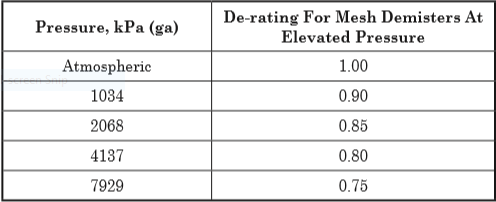 Pressure, kPa (ga)
De-rating For Mesh Demisters At
Elevated Pressure
Atmospheric 1.00
1034 0.90
2068 0.85
4137 0.80
7929 0.75